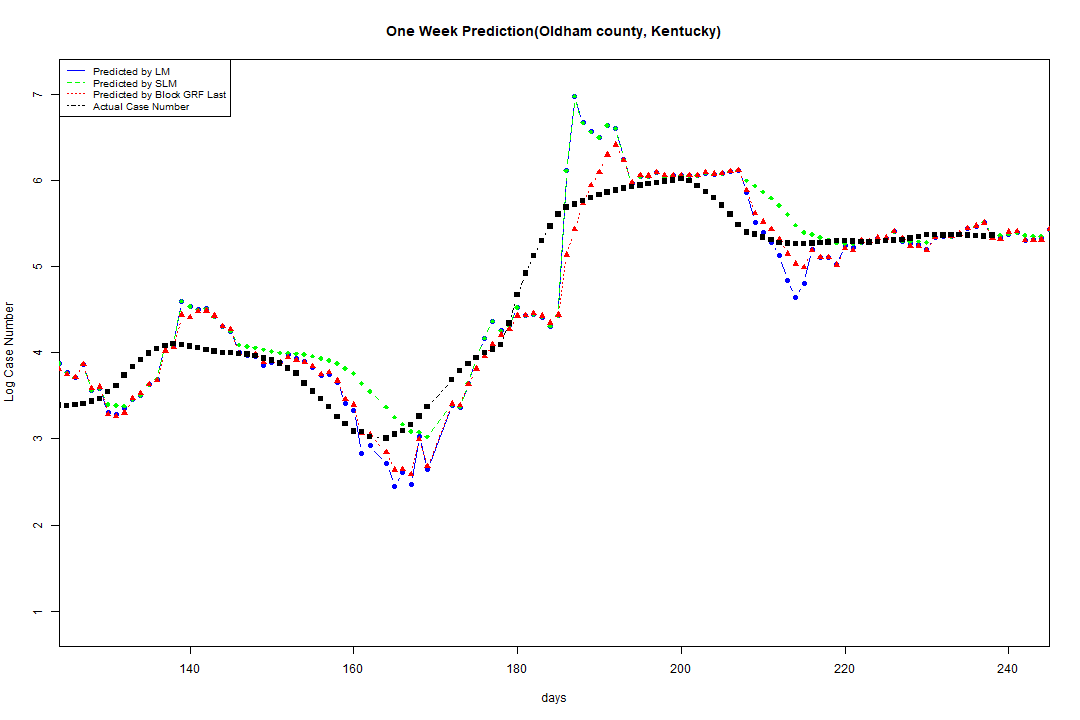 One Week Prediction(Oldham county, Kentucky)
Predicted by LM
Predicted by SLM
Predicted by Block GRF Last
Actual Case Number
7
6
5
4
3
2
1
Log Case Number
140 160 180 200 220 240
days